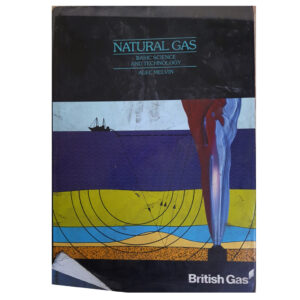 NATURAL GAS
BASIC SCIENCE
AND TECHNOLOGY
ALEC MELVIN
British Gas